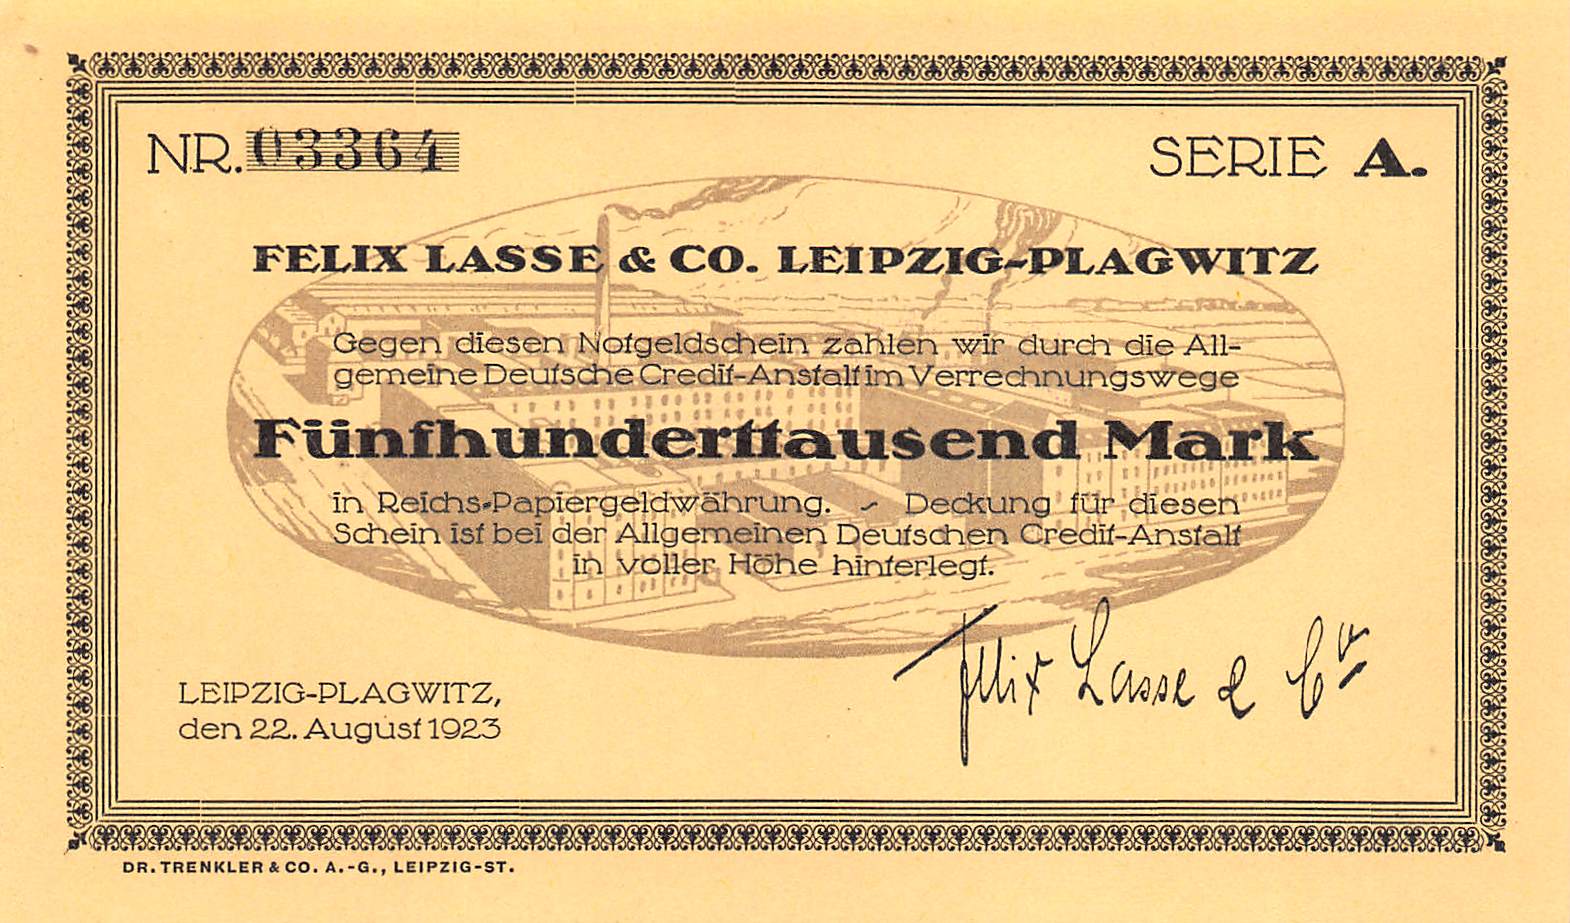 NR. 03364
SERIE A.
FELIX LASSE & CO. LEIPZIG-PLAGWITZ
Gegen diesen Notgeldschein zahlen wir durch die All-
gemeine Deutsche Credit-Anstalt im Verrechnungswege
Fünfhunderttausend Mark
in Reichs-Papiergeldwährung. - Deckung für diesen
Schein ist bei der Allgemeinen Deutschen Credit-Anstalt
in voller Höhe hinterlegt.
Felix Lasse & Co
LEIPZIG-PLAGWITZ,
den 22. August 1923
DR. TRENKLER & CO. A.-G., LEIPZIG-ST.